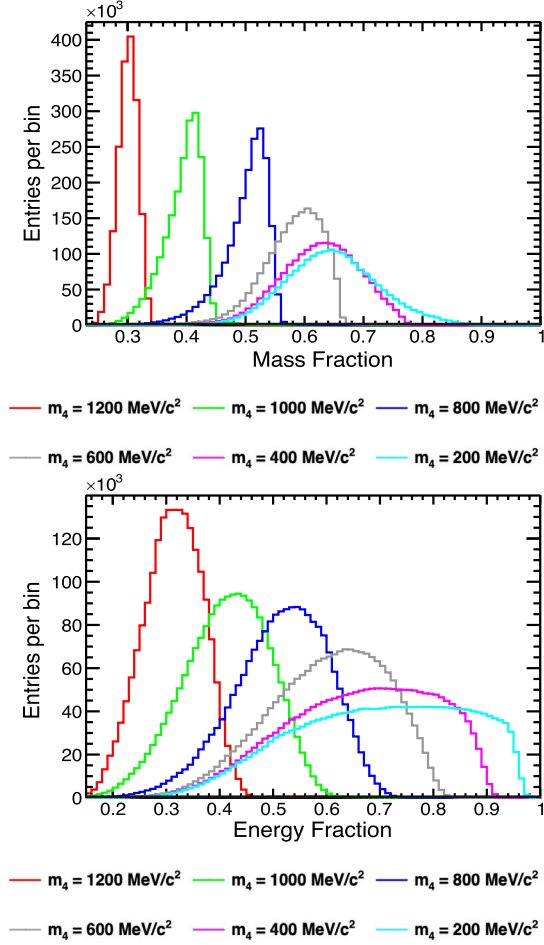 ×10³
400
350
300
250
200
150
100
50
0
Entries per bin
0.3 0.4 0.5 0.6 0.7 0.8 0.9 1
Mass Fraction
m₄ = 1200 MeV/c² m₄ = 1000 MeV/c² m₄ = 800 MeV/c²
m₄ = 600 MeV/c² m₄ = 400 MeV/c² m₄ = 200 MeV/c²
×10³
120
100
80
60
40
20
0
Entries per bin
0.2 0.3 0.4 0.5 0.6 0.7 0.8 0.9 1
Energy Fraction
m₄ = 1200 MeV/c² m₄ = 1000 MeV/c² m₄ = 800 MeV/c²
m₄ = 600 MeV/c² m₄ = 400 MeV/c² m₄ = 200 MeV/c²